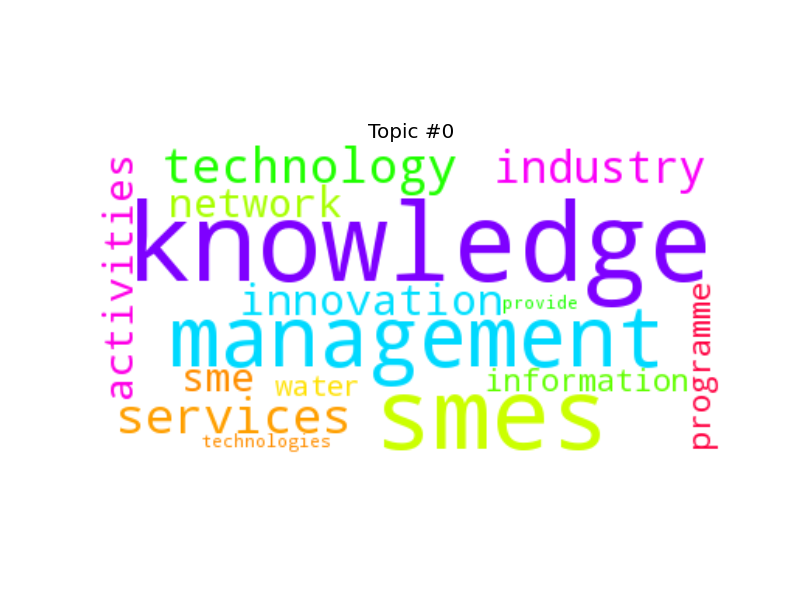 Topic #0
technology
industry
activities
network
knowledge
innovation
provide
management
programme
sme
water
information
services
smes
technologies